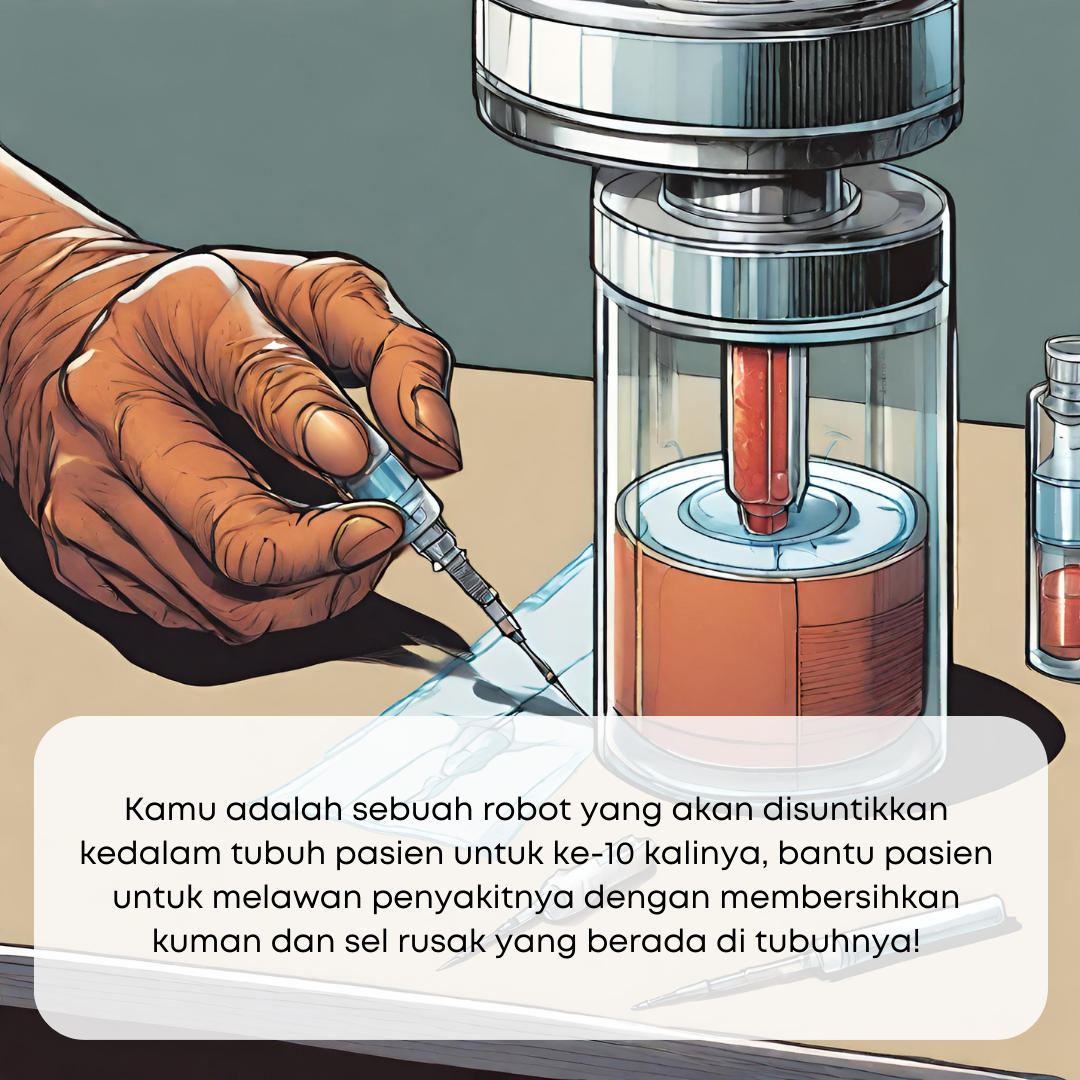 Kamu adalah sebuah robot yang akan disuntikkan
kedalam tubuh pasien untuk ke-10 kalinya, bantu pasien
untuk melawan penyakitnya dengan membersihkan
kuman dan sel rusak yang berada di tubuhnya!